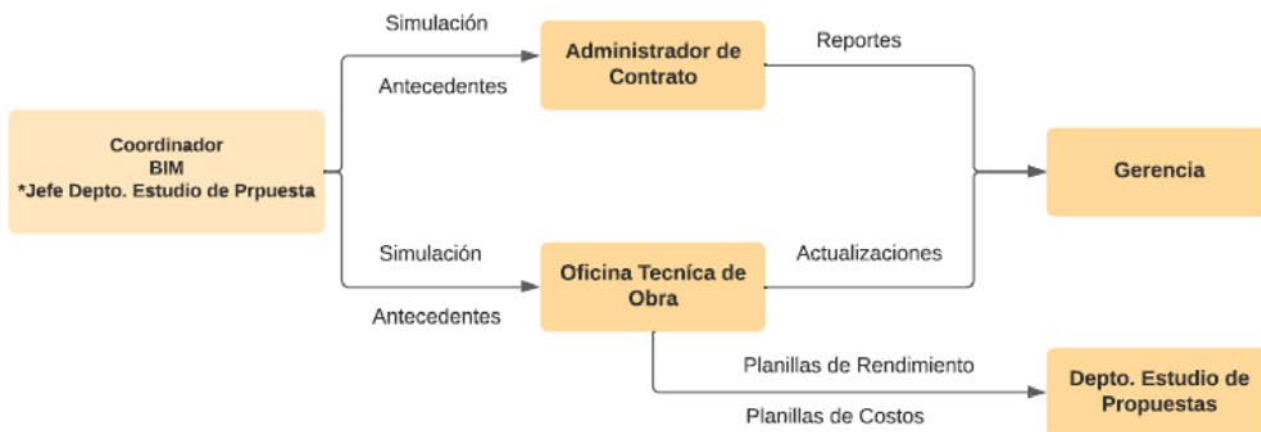 Simulación
Antecedentes
Administrador de
Contrato
Reportes
Coordinador
BIM
*Jefe Depto. Estudio de Prpuesta
Gerencia
Simulación
Antecedentes
Oficina Tecníca de
Obra
Actualizaciones
Planillas de Rendimiento
Planillas de Costos
Depto. Estudio de
Propuestas